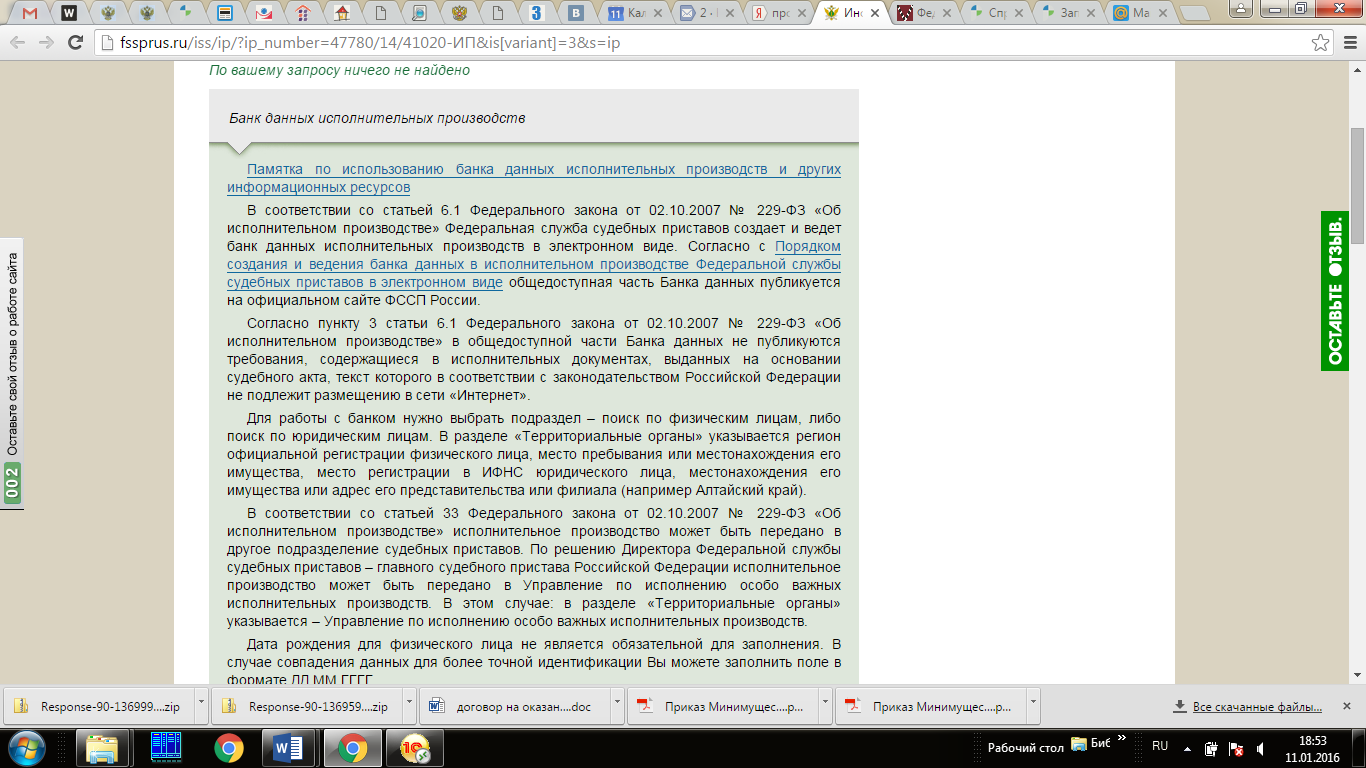 Кал
2 ·
про
Инс
Фед
Спр
Зап
Ма
fssprus.ru/iss/ip/?ip_number=47780/14/41020-ИП&is[variant]=3&s=ip
По вашему запросу ничего не найдено
Банк данных исполнительных производств
Памятка по использованию банка данных исполнительных производств и других
информационных ресурсов
В соответствии со статьей 6.1 Федерального закона от 02.10.2007 № 229-ФЗ «Об
исполнительном производстве» Федеральная служба судебных приставов создает и ведет
банк данных исполнительных производств в электронном виде. Согласно с Порядком
создания и ведения банка данных в исполнительном производстве Федеральной службы
судебных приставов в электронном виде общедоступная часть Банка данных публикуется
на официальном сайте ФССП России.
Согласно пункту 3 статьи 6.1 Федерального закона от 02.10.2007 № 229-ФЗ «Об
исполнительном производстве» в общедоступной части Банка данных не публикуются
требования, содержащиеся в исполнительных документах, выданных на основании
судебного акта, текст которого в соответствии с законодательством Российской Федерации
не подлежит размещению в сети «Интернет».
Для работы с банком нужно выбрать подраздел – поиск по физическим лицам, либо
поиск по юридическим лицам. В разделе «Территориальные органы» указывается регион
официальной регистрации физического лица, место пребывания или местонахождения его
имущества, место регистрации в ИФНС юридического лица, местонахождения его
имущества или адрес его представительства или филиала (например Алтайский край).
В соответствии со статьей 33 Федерального закона от 02.10.2007 № 229-ФЗ «Об
исполнительном производстве» исполнительное производство может быть передано в
другое подразделение судебных приставов. По решению Директора Федеральной службы
судебных приставов – главного судебного пристава Российской Федерации исполнительное
производство может быть передано в Управление по исполнению особо важных
исполнительных производств. В этом случае: в разделе «Территориальные органы»
указывается – Управление по исполнению особо важных исполнительных производств.
Дата рождения для физического лица не является обязательной для заполнения. В
случае совпадения данных для более точной идентификации Вы можете заполнить поле в
формате ДД.ММ.ГГГГ
Оставьте свой отзыв о работе сайта
002
ОСТАВЬТЕ ОТЗЫВ.
Response-90-136999....zip
Response-90-136959....zip
договор на оказан....doc
Приказ Минимущес....p...
Приказ Минимущес....p...
Все скачанные файлы...
Рабочий стол
Биб
RU
18:53
11.01.2016